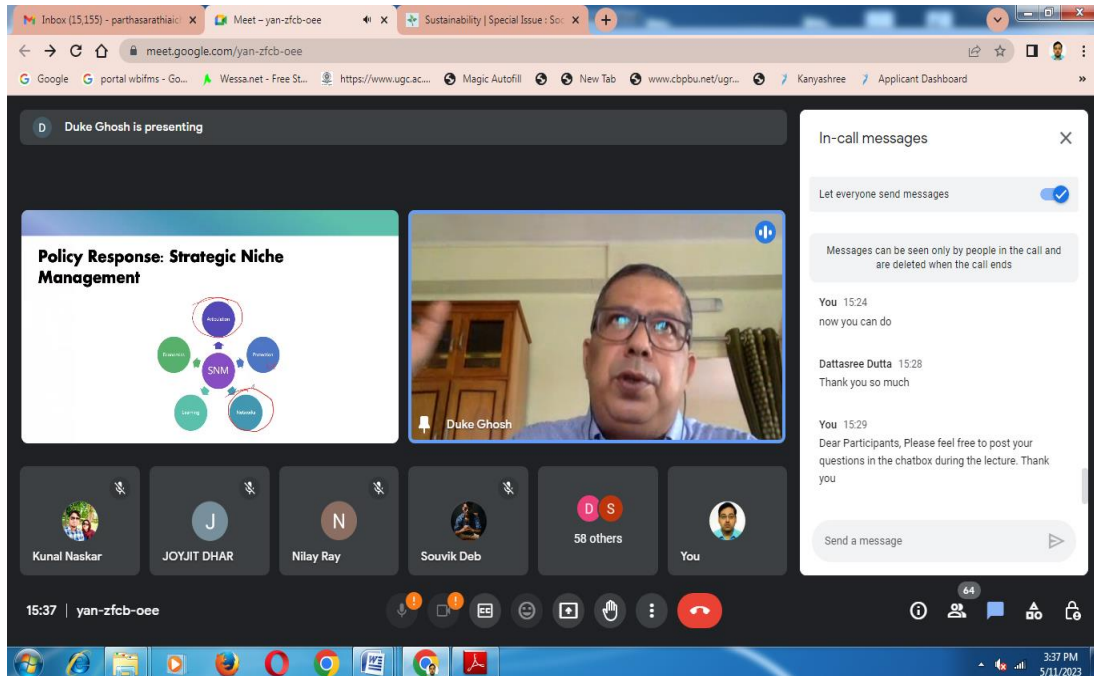 Inbox (15,155) - parthasarathiaic
Meet – yan-zfcb-oee
Sustainability | Special Issue : Soc
meet.google.com/yan-zfcb-oee
Google
portal wbifms - Go...
Wessa.net - Free St...
https://www.ugc.ac....
Magic Autofill
New Tab
www.cbpbu.net/ugr...
Kanyashree
Applicant Dashboard
»
D Duke Ghosh is presenting
Policy Response: Strategic Niche
Management
SNM
Learning
Networks
Duke Ghosh
Kunal Naskar
J
JOYJIT DHAR
N
Nilay Ray
Souvik Deb
D S
58 others
You
In-call messages
Let everyone send messages
Messages can be seen only by people in the call and
are deleted when the call ends
You 15:24
now you can do
Dattasree Dutta 15:28
Thank you so much
You 15:29
Dear Participants, Please feel free to post your
questions in the chatbox during the lecture. Thank
you
Send a message
15:37 | yan-zfcb-oee
64
3:37 PM
5/11/2023